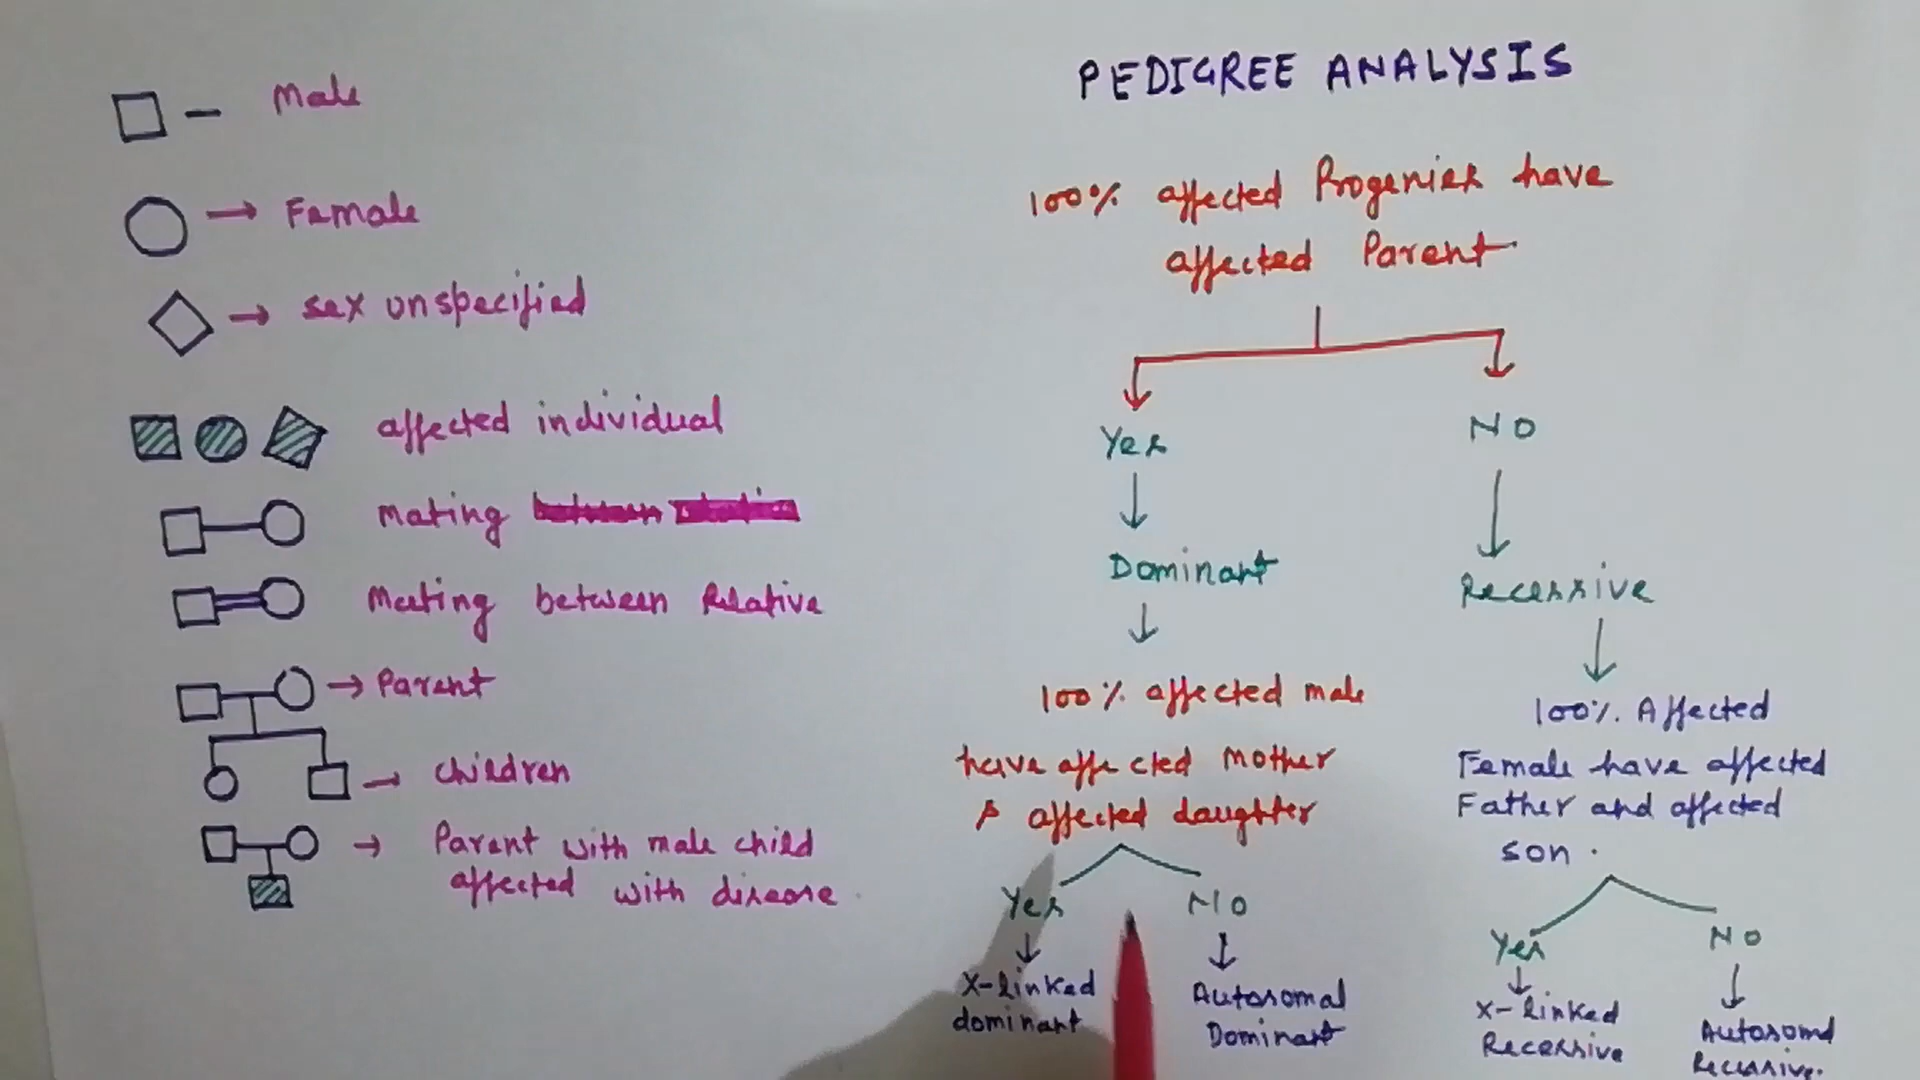 Male
Female
sex unspecified
affected individual
mating
Mating between Relative
Parent
children
Parent with male child
affected with disease
PEDIGREE ANALYSIS
100% affected Progenies have
affected Parent
Yes
NO
Dominant
Recessive
100% affected male
have affected mother
& affected daughter
Yes
NO
X-linked
dominant
Autosomal
Dominant
100% Affected
Female have affected
Father and affected
son.
Yes
NO
X-linked
Recessive
Autosomal
Recessive.